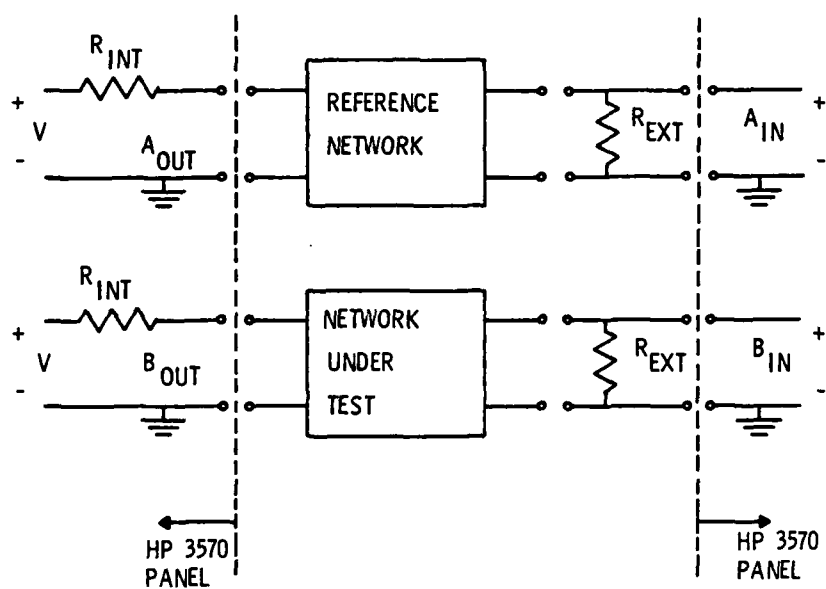 R INT
+
V
-
A OUT
REFERENCE
NETWORK
R EXT
A IN
+
-
R INT
+
V
-
B OUT
NETWORK
UNDER
TEST
R EXT
B IN
+
-
HP 3570
PANEL
HP 3570
PANEL